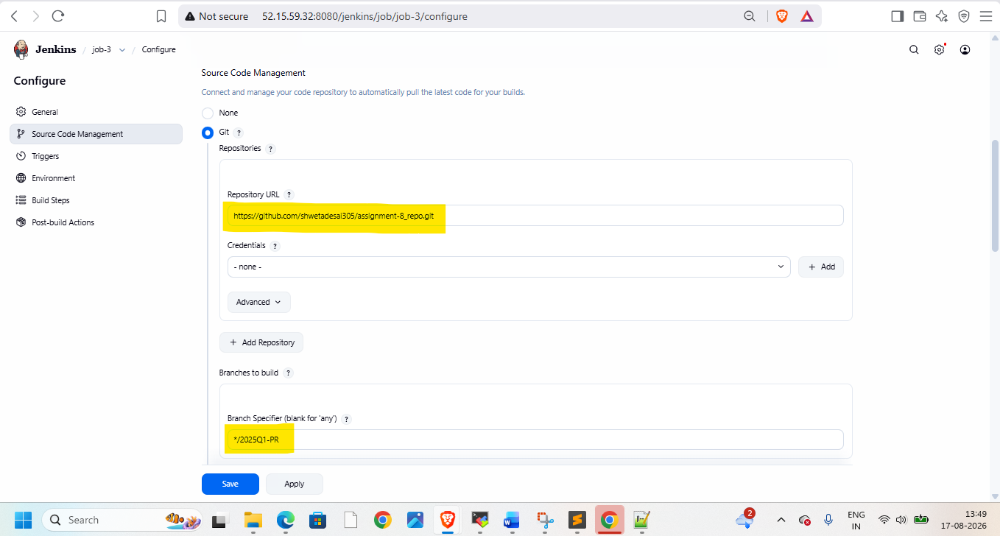 Not secure 52.15.59.32:8080/jenkins/job/job-3/configure
Jenkins / job-3 / Configure
Configure
General
Source Code Management
Triggers
Environment
Build Steps
Post-build Actions
Source Code Management
Connect and manage your code repository to automatically pull the latest code for your builds.
None
Git ?
Repositories ?
Repository URL ?
https://github.com/shwetadesai305/assignment-8_repo.git
Credentials ?
- none -
+ Add
Advanced
+ Add Repository
Branches to build ?
Branch Specifier (blank for 'any') ?
*/2025Q1-PR
Save Apply
Search
2
ENG
IN
13:49
17-08-2026